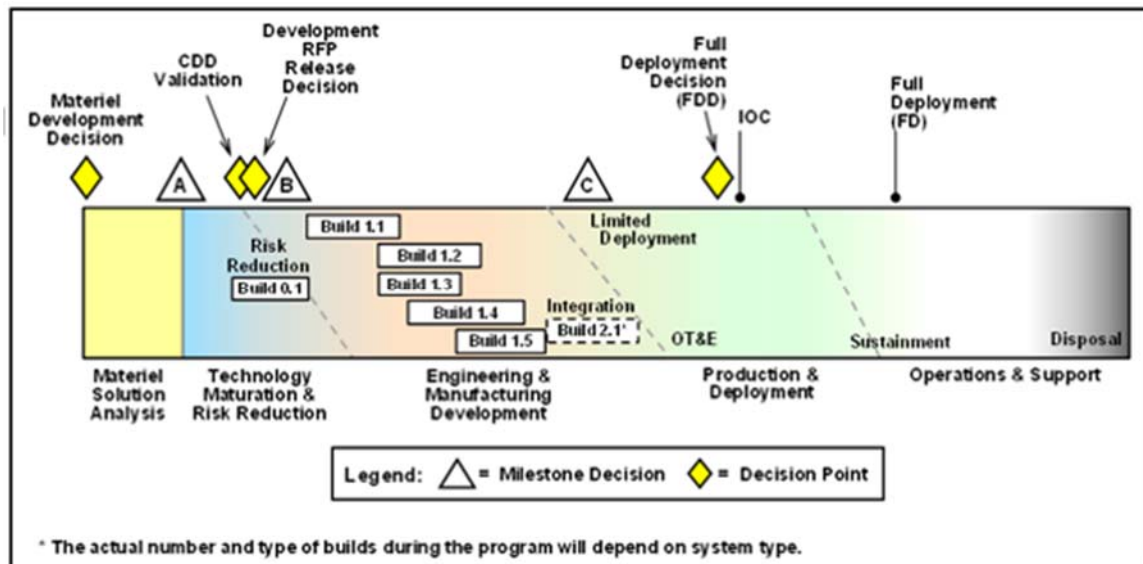 Materiel
Development
Decision
CDD
Validation
Development
RFP
Release
Decision
Full
Deployment
Decision
(FDD)
IOC
Full
Deployment
(FD)
A
B
C
Build 1.1
Limited
Deployment
Risk
Reduction
Build 0.1
Build 1.2
Build 1.3
Build 1.4
Build 1.5
Integration
Build 2.1*
OT&E
Sustainment
Disposal
Materiel
Solution
Analysis
Technology
Maturation &
Risk Reduction
Engineering &
Manufacturing
Development
Production &
Deployment
Operations & Support
Legend: = Milestone Decision = Decision Point
* The actual number and type of builds during the program will depend on system type.